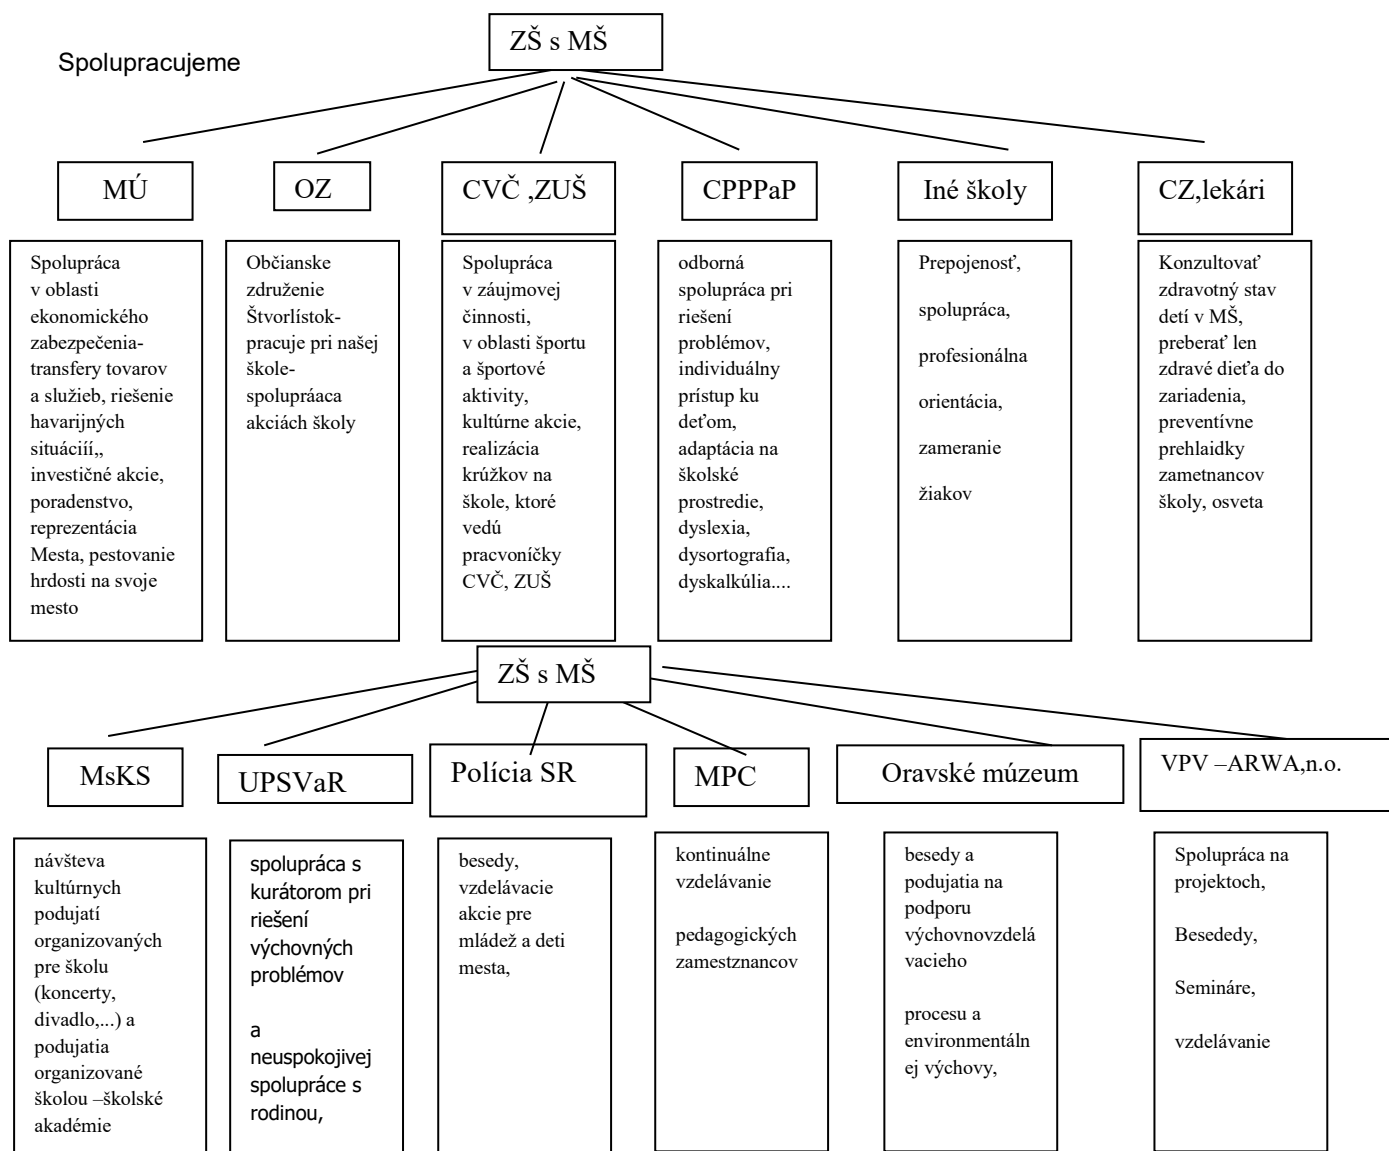 Spolupracujeme
ZŠ s MŠ
MÚ
OZ
CVČ ,ZUŠ
CPPPaP
Iné školy
CZ,lekári
Spolupráca
v oblasti
ekonomického
zabezpečenia-
transfery tovarov
a služieb, riešenie
havarijných
situáciíí,,
investičné akcie,
poradenstvo,
reprezentácia
Mesta, pestovanie
hrdosti na svoje
mesto
Občianske
združenie
Štvorlístok-
pracuje pri našej
škole-
spolupráaca
akciách školy
Spolupráca
v záujmovej
činnosti,
v oblasti športu
a športové
aktivity,
kultúrne akcie,
realizácia
krúžkov na
škole, ktoré
vedú
pracvoníčky
CVČ, ZUŠ
odborná
spolupráca pri
riešení
problémov,
individuálny
prístup ku
deťom,
adaptácia na
školské
prostredie,
dyslexia,
dysortografia,
dyskalkúlia....
Prepojenosť,
spolupráca,
profesionálna
orientácia,
zameranie
žiakov
Konzultovať
zdravotný stav
detí v MŠ,
preberať len
zdravé dieťa do
zariadenia,
preventívne
prehlaidky
zametnancov
školy, osveta
ZŠ s MŠ
MsKS
UPSVaR
Polícia SR
MPC
Oravské múzeum
VPV –ARWA,n.o.
návšteva
kultúrnych
podujatí
organizovaných
pre školu
(koncerty,
divadlo,...) a
podujatia
organizované
školou –školské
akadémie
spolupráca s
kurátorom pri
riešení
výchovných
problémov
a
neuspokojivej
spolupráce s
rodinou,
besedy,
vzdelávacie
akcie pre
mládež a deti
mesta,
kontinuálne
vzdelávanie
pedagogických
zamestznancov
besedy a
podujatia na
podporu
výchovnovzdelá
vacieho
procesu a
environmentáln
ej výchovy,
Spolupráca na
projektoch,
Besededy,
Semináre,
vzdelávanie